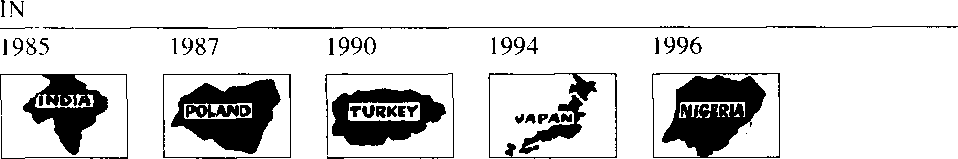 IN
1985 1987 1990 1994 1996
INDIA POLAND TURKEY JAPAN NIGERIA